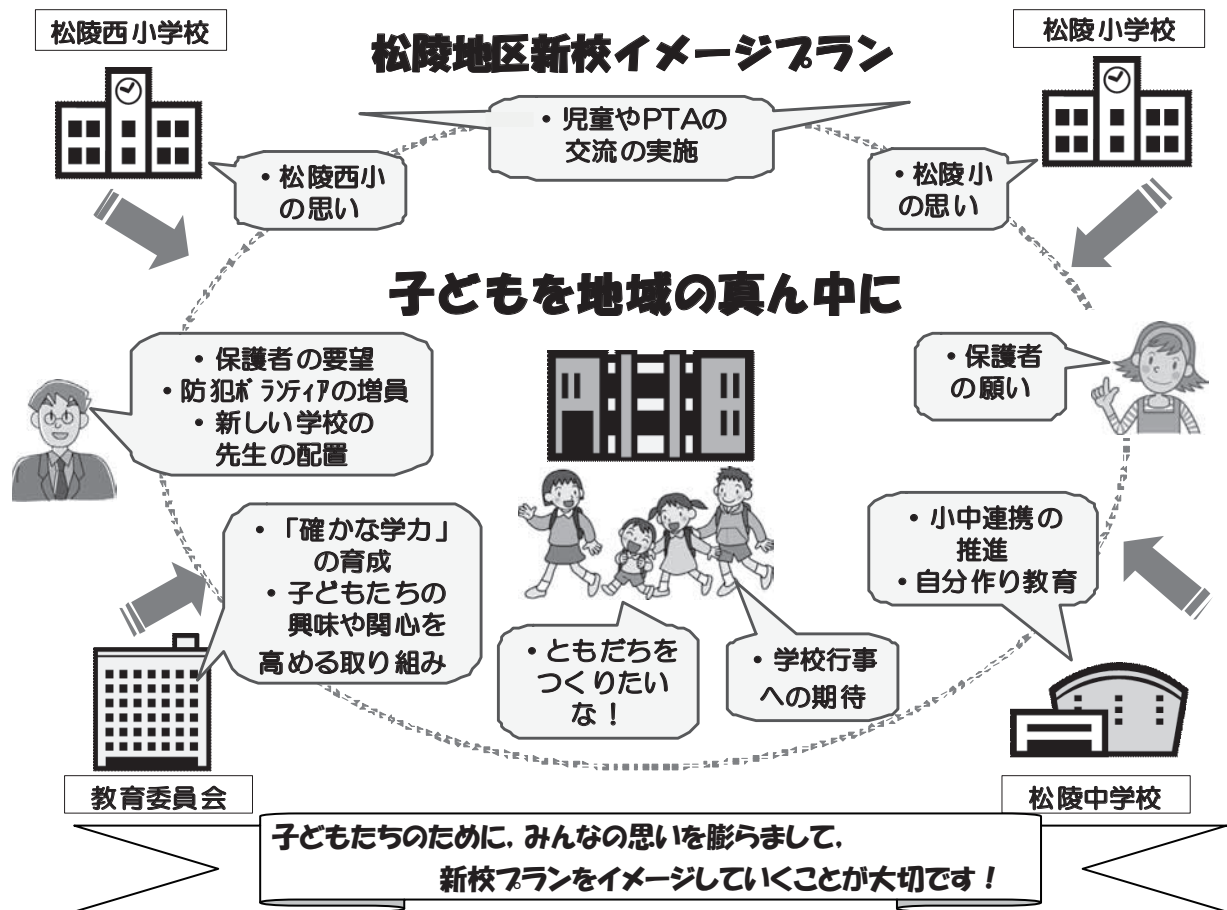 松陵西小学校
松陵地区新校イメージプラン
松陵小学校
・児童やPTAの
交流の実施
・松陵西小
の思い
・松陵小
の思い
子どもを地域の真ん中に
・保護者の要望
・防犯ボランティアの増員
・新しい学校の
先生の配置
・保護者
の願い
・「確かな学力」
の育成
・子どもたちの
興味や関心を
高める取り組み
・小中連携の
推進
・自分作り教育
・ともだちを
つくりたい
な！
・学校行事
への期待
教育委員会
松陵中学校
子どもたちのために，みんなの思いを膨らまして，
新校プランをイメージしていくことが大切です！